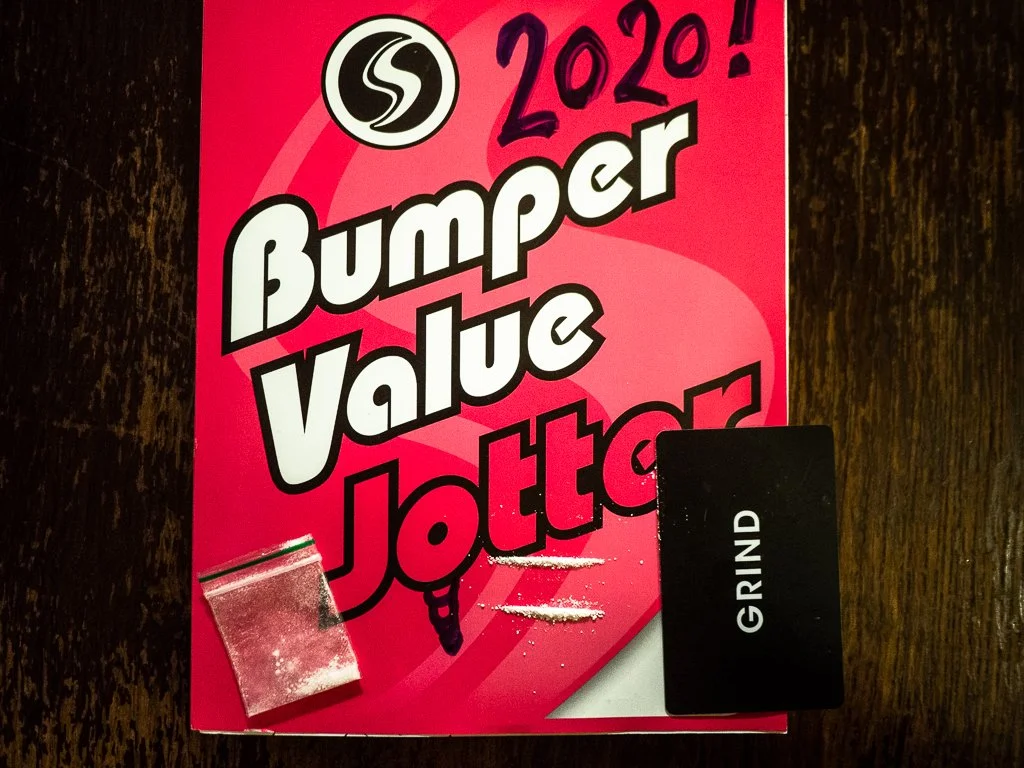 2020!
Bumper
Value
Jotter
GRIND